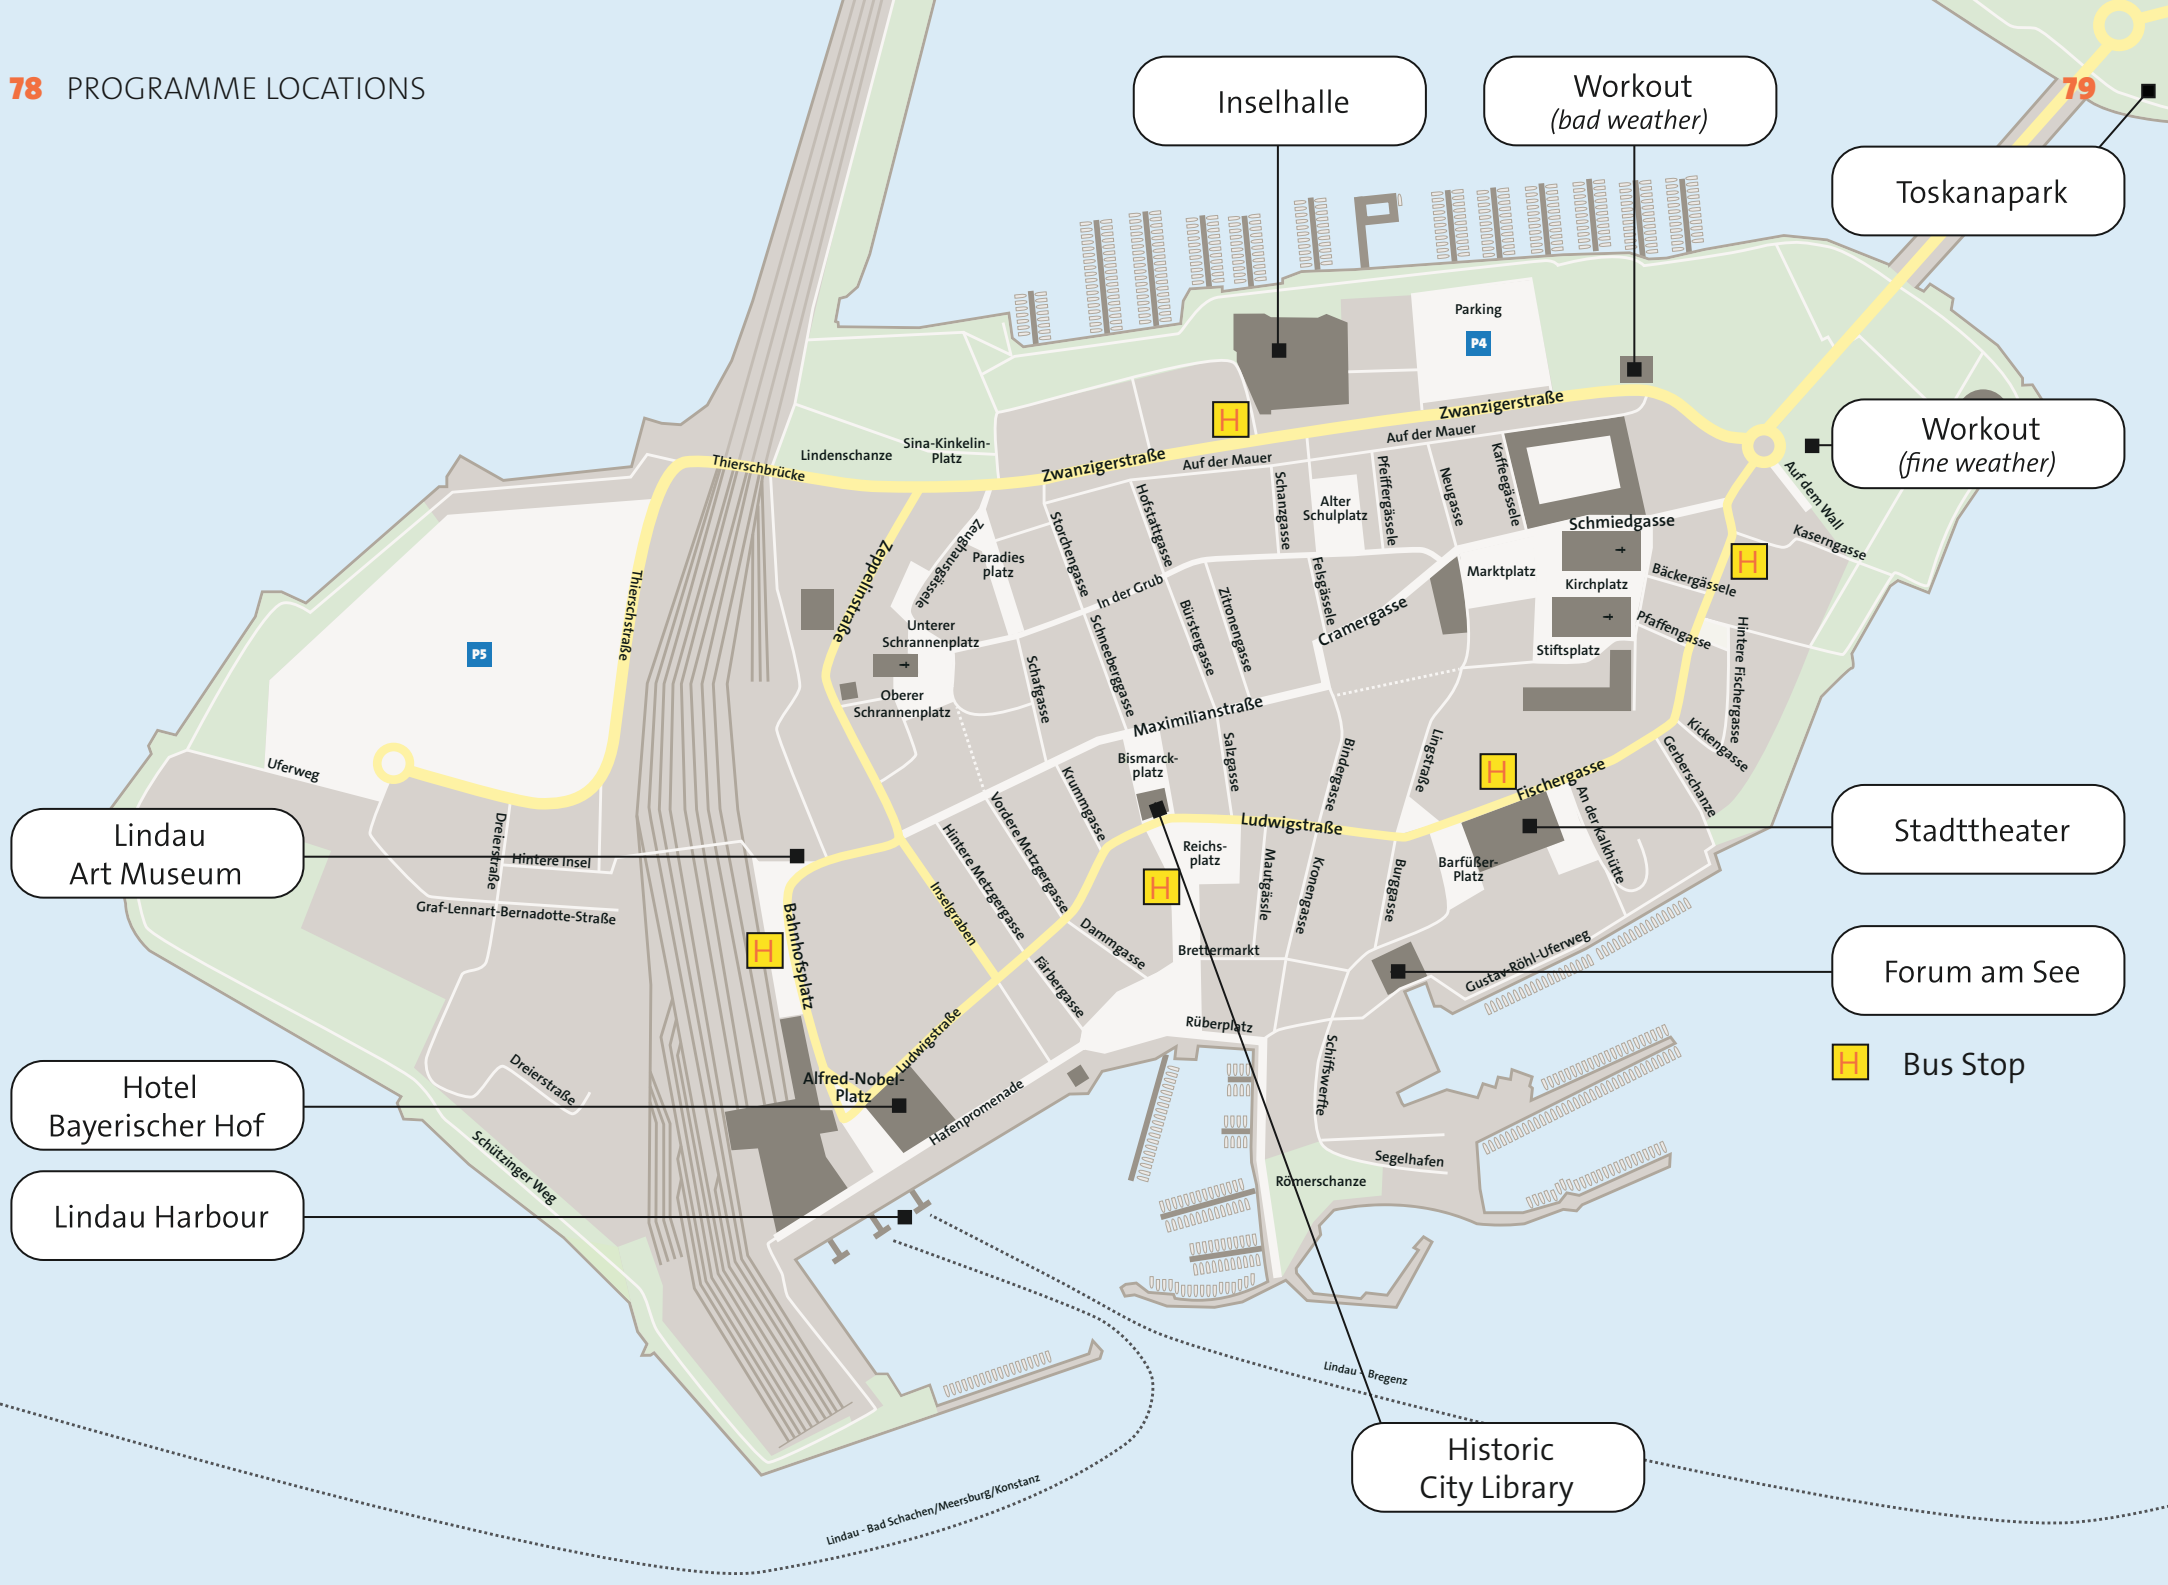 78 PROGRAMME LOCATIONS
79
Inselhalle
Workout
(bad weather)
Toskanapark
Parking
P4
Workout
(fine weather)
H
Zwanzigerstraße
Auf der Mauer
Sina-Kinkelin-
Platz
Lindenschanze
Thierschbrücke
Zwanzigerstraße
Auf der Mauer
Kaffeegässele
Neugasse
Pfeiffergässele
Schanzgasse
Alter
Schulplatz
Hofstattgasse
Storchengasse
Zeughausgässele
Paradies
platz
Zeppelinstraße
Thierschstraße
Auf dem Wall
Schmiedgasse
Kaserngasse
H
Marktplatz
Kirchplatz
Bäckergässele
Pfaffengasse
Hintere Fischergasse
Stiftsplatz
Felsgässele
Cramergasse
In der Grub
Zitronengasse
Bürstergasse
Schneeberggasse
Schafgasse
Unterer
Schrannenplatz
Oberer
Schrannenplatz
P5
Maximilianstraße
Uferweg
Bismarck-
platz
Salzgasse
Bindergasse
Lingstraße
H
Fischergasse
Kickengasse
Gerberschanze
An der Kalkhütte
Krummgasse
Vordere Metzgergasse
Hintere Metzgergasse
Ludwigstraße
Stadttheater
Lindau
Art Museum
Dreierstraße
Hintere Insel
Graf-Lennart-Bernadotte-Straße
Reichs-
platz
H
Mautgässle
Kronengasse
Burggasse
Barfüßer-
Platz
Inselgraben
Dammgasse
Färbergasse
Brettermarkt
H
Bahnhofsplatz
Gustav-Röhl-Uferweg
Forum am See
Rüberplatz
Schiffswerfte
Ludwigstraße
Alfred-Nobel-
Platz
Hafenpromenade
H Bus Stop
Hotel
Bayerischer Hof
Dreierstraße
Schützinger Weg
Segelhafen
Römerschanze
Lindau Harbour
Lindau - Bregenz
Historic
City Library
Lindau - Bad Schachen/Meersburg/Konstanz